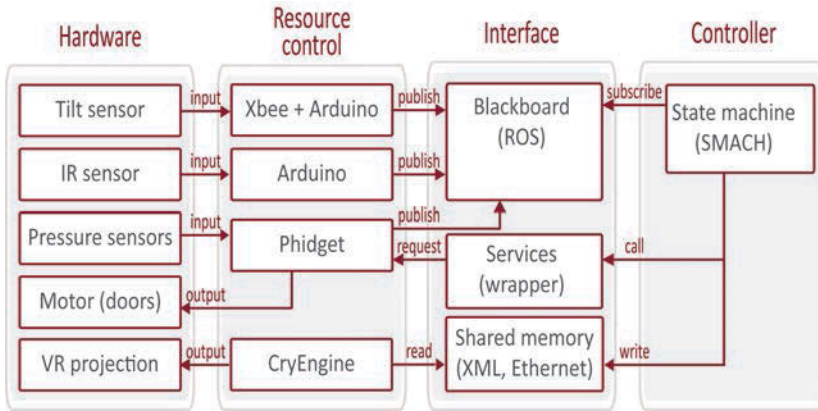 Hardware
Resource
control
Interface
Controller
Tilt sensor
input
Xbee + Arduino
publish
Blackboard
(ROS)
subscribe
State machine
(SMACH)
IR sensor
input
Arduino
publish
Pressure sensors
input
Phidget
publish
request
Services
(wrapper)
call
Motor (doors)
output
VR projection
output
CryEngine
read
Shared memory
(XML, Ethernet)
write